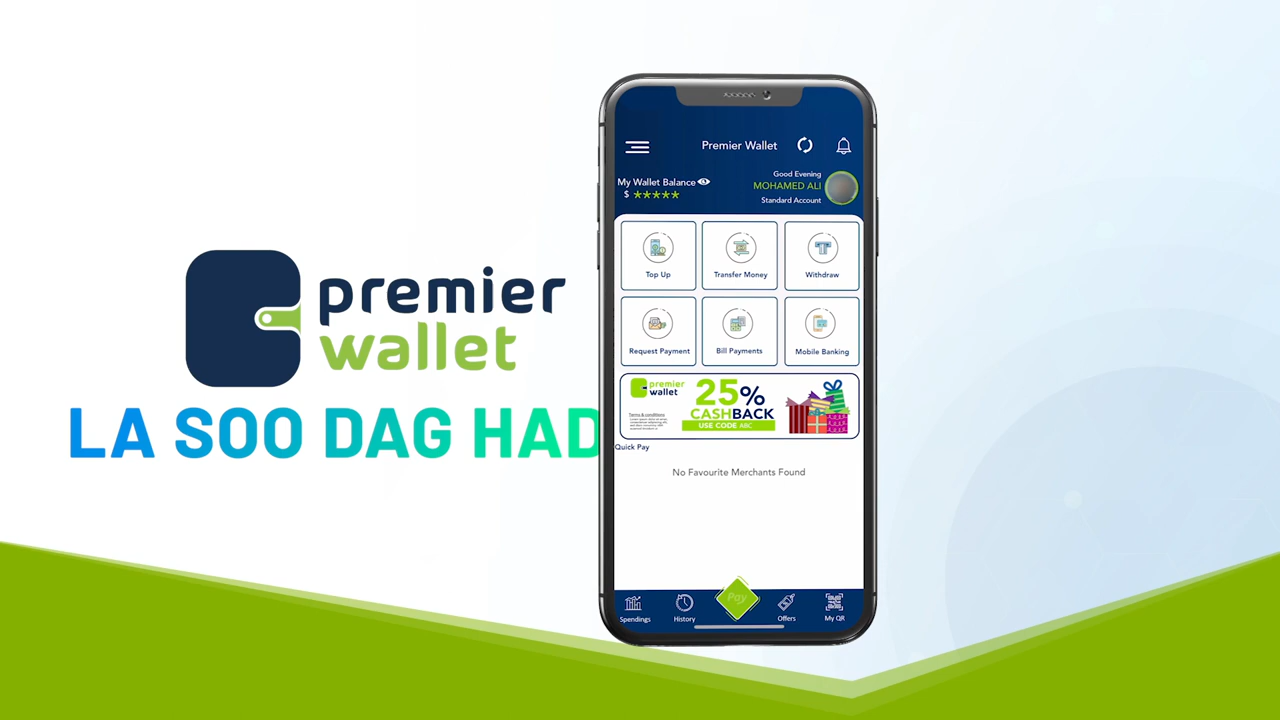 premier
wallet
LA SOO DAG HAD
Premier Wallet
My Wallet Balance
$ *****
Good Evening
MOHAMED ALI
Standard Account
Top Up
Transfer Money
Withdraw
Request Payment
Bill Payments
Mobile Banking
premier
wallet
Terms & conditions
25%
CASHBACK
USE CODE ABC
Quick Pay
No Favourite Merchants Found
Pay
Spendings
History
Offers
My QR